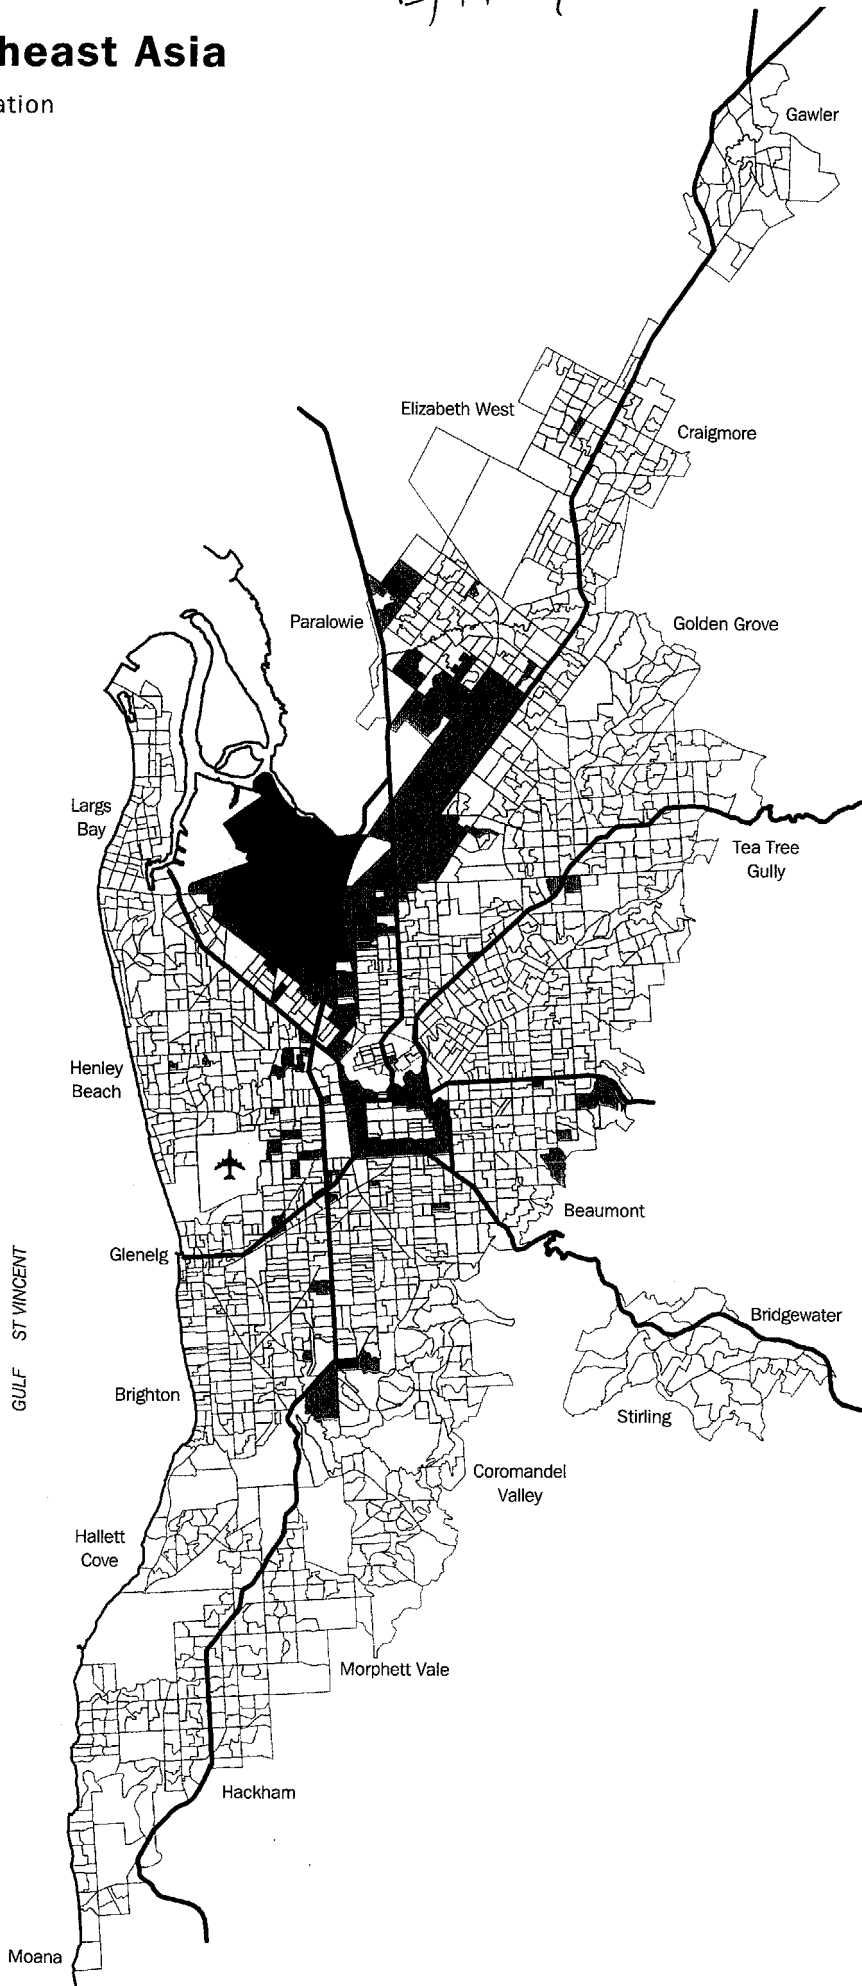 heast Asia
ation
Gawler
Elizabeth West
Craigmore
Paralowie
Golden Grove
Largs
Bay
Tea Tree
Gully
Henley
Beach
Beaumont
Glenelg
GULF ST VINCENT
Bridgewater
Brighton
Stirling
Coromandel
Valley
Hallett
Cove
Morphett Vale
Hackham
Moana